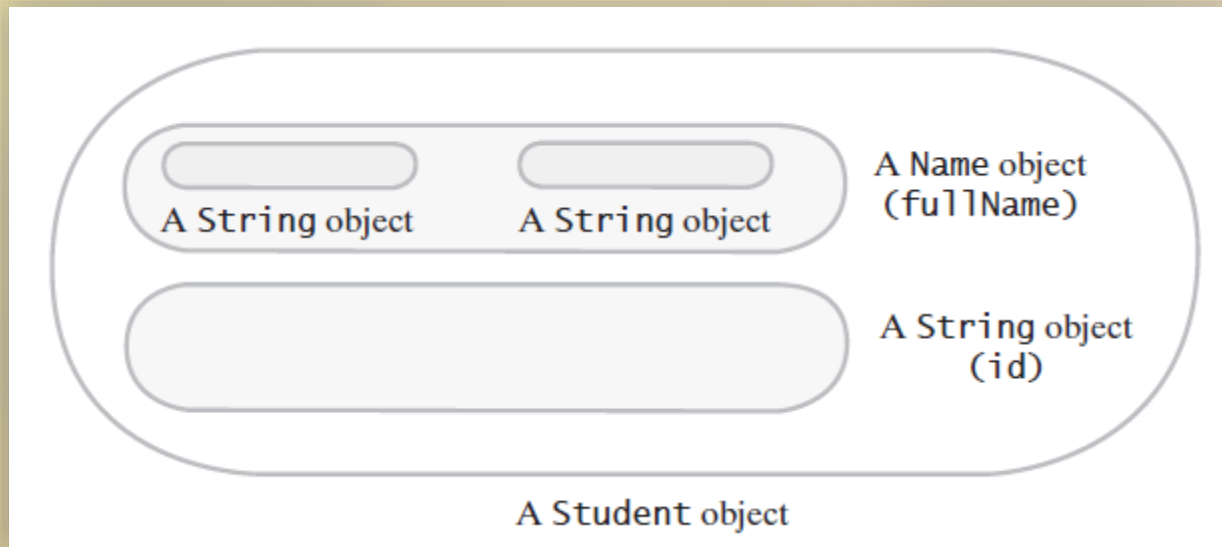 A Name object
(fullName)
A String object
A String object
A String object
(id)
A Student object